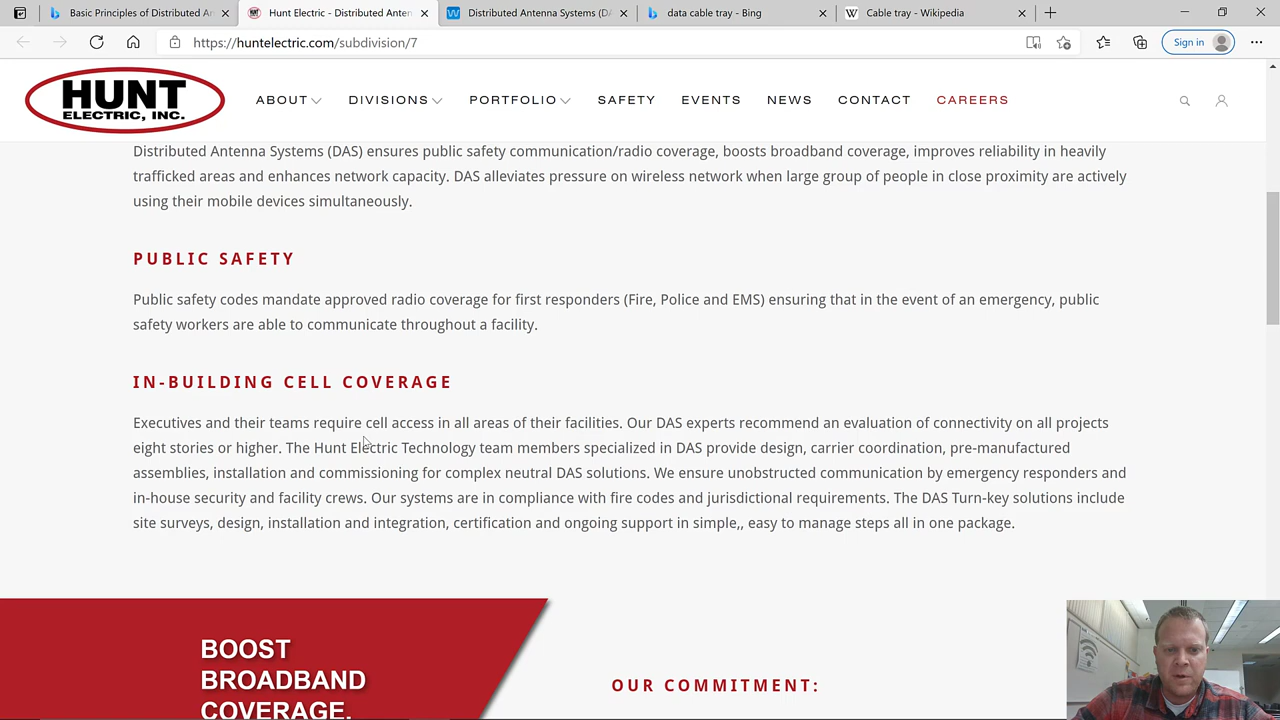 Basic Principles of Distributed An
Hunt Electric - Distributed Anten
Distributed Antenna Systems (DA
data cable tray - Bing
Cable tray - Wikipedia
https://huntelectric.com/subdivision/7
Sign in
HUNT
ELECTRIC, INC.
ABOUT
DIVISIONS
PORTFOLIO
SAFETY
EVENTS
NEWS
CONTACT
CAREERS
Distributed Antenna Systems (DAS) ensures public safety communication/radio coverage, boosts broadband coverage, improves reliability in heavily
trafficked areas and enhances network capacity. DAS alleviates pressure on wireless network when large group of people in close proximity are actively
using their mobile devices simultaneously.
PUBLIC SAFETY
Public safety codes mandate approved radio coverage for first responders (Fire, Police and EMS) ensuring that in the event of an emergency, public
safety workers are able to communicate throughout a facility.
IN-BUILDING CELL COVERAGE
Executives and their teams require cell access in all areas of their facilities. Our DAS experts recommend an evaluation of connectivity on all projects
eight stories or higher. The Hunt Electric Technology team members specialized in DAS provide design, carrier coordination, pre-manufactured
assemblies, installation and commissioning for complex neutral DAS solutions. We ensure unobstructed communication by emergency responders and
in-house security and facility crews. Our systems are in compliance with fire codes and jurisdictional requirements. The DAS Turn-key solutions include
site surveys, design, installation and integration, certification and ongoing support in simple,, easy to manage steps all in one package.
BOOST
BROADBAND
COVERAGE.
OUR COMMITMENT: